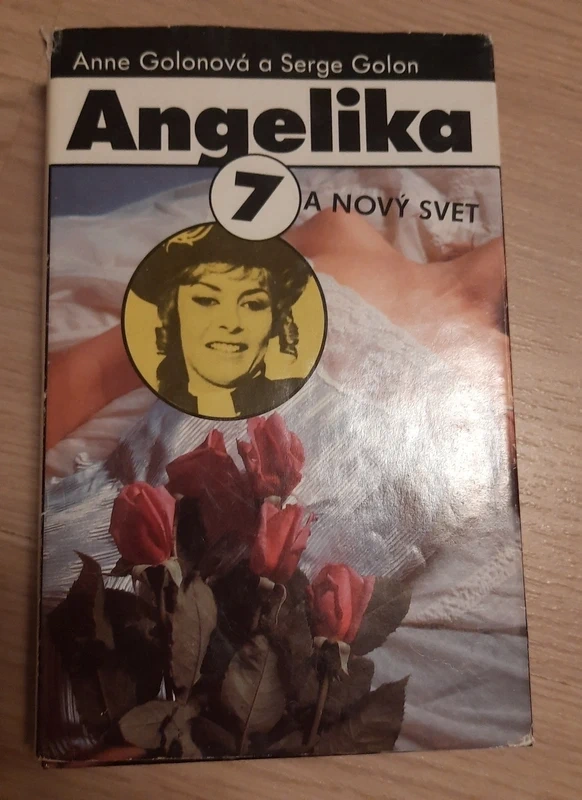 Anne Golonová a Serge Golon
Angelika
7
A NOVÝ SVET